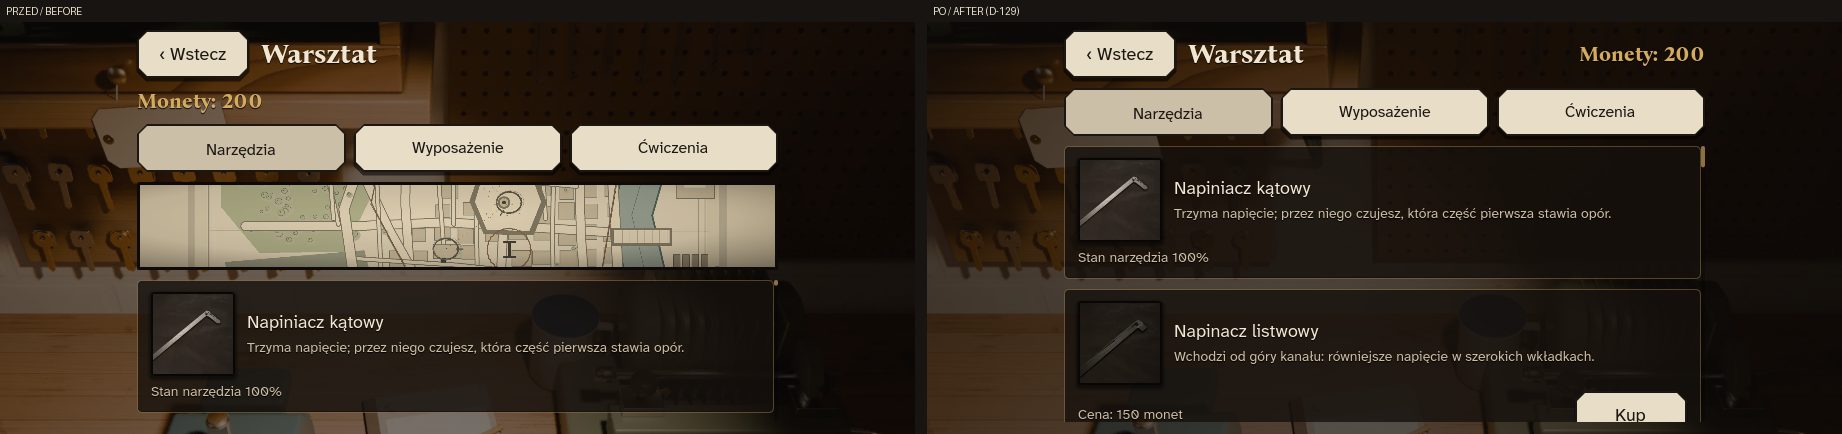 PRZED / BEFORE
‹ Wstecz
Warsztat
Monety: 200
Narzędzia
Wyposażenie
Ćwiczenia
I
Napiniacz kątowy
Trzyma napięcie; przez niego czujesz, która część pierwsza stawia opór.
Stan narzędzia 100%
PO / AFTER (D-129)
‹ Wstecz
Warsztat
Monety: 200
Narzędzia
Wyposażenie
Ćwiczenia
Napiniacz kątowy
Trzyma napięcie; przez niego czujesz, która część pierwsza stawia opór.
Stan narzędzia 100%
Napinacz listwowy
Wchodzi od góry kanału: równiejsze napięcie w szerokich wkładkach.
Cena: 150 monet
Kup